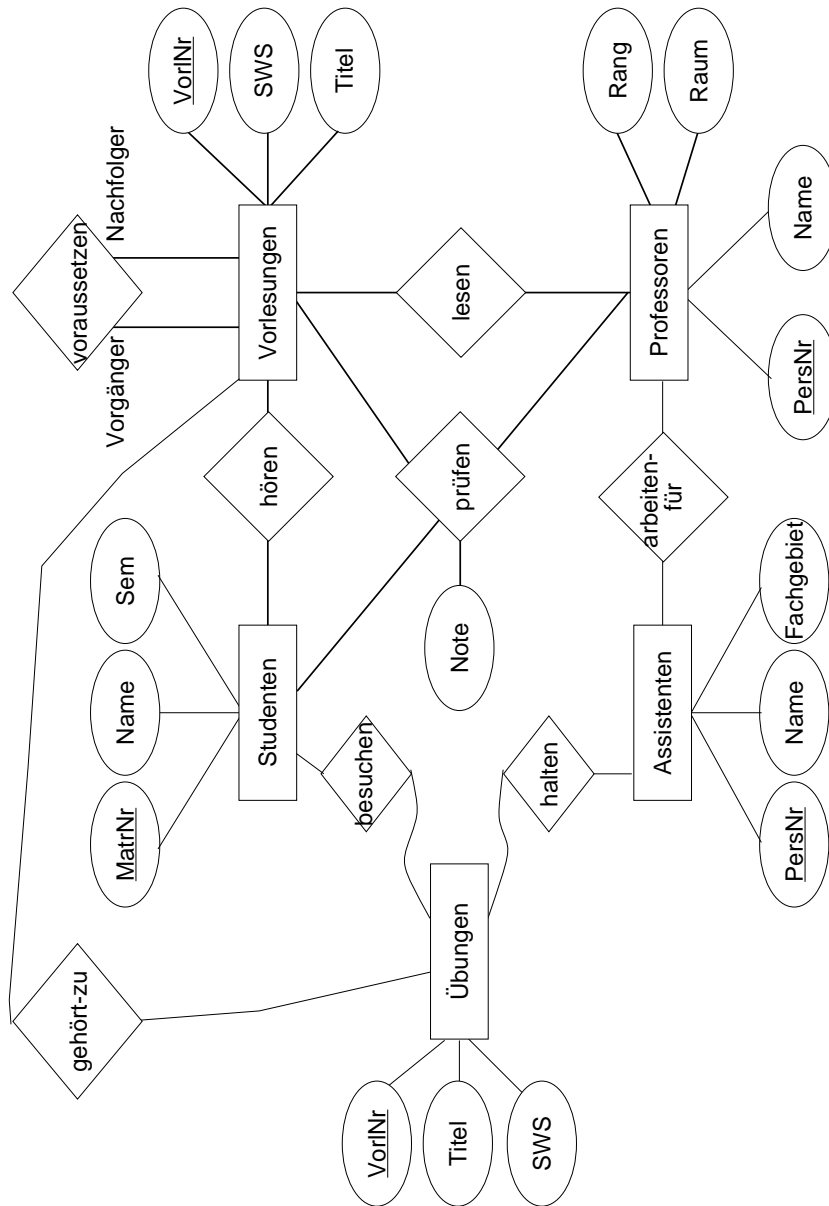 gehört-zu
voraussetzen
Vorgänger
Nachfolger
MatrNr
Name
Sem
VorlNr
Studenten
hören
Vorlesungen
SWS
Titel
besuchen
VorlNr
Titel
Übungen
Note
prüfen
lesen
SWS
halten
Rang
Assistenten
arbeiten-
für
Professoren
Raum
PersNr
Name
Fachgebiet
PersNr
Name